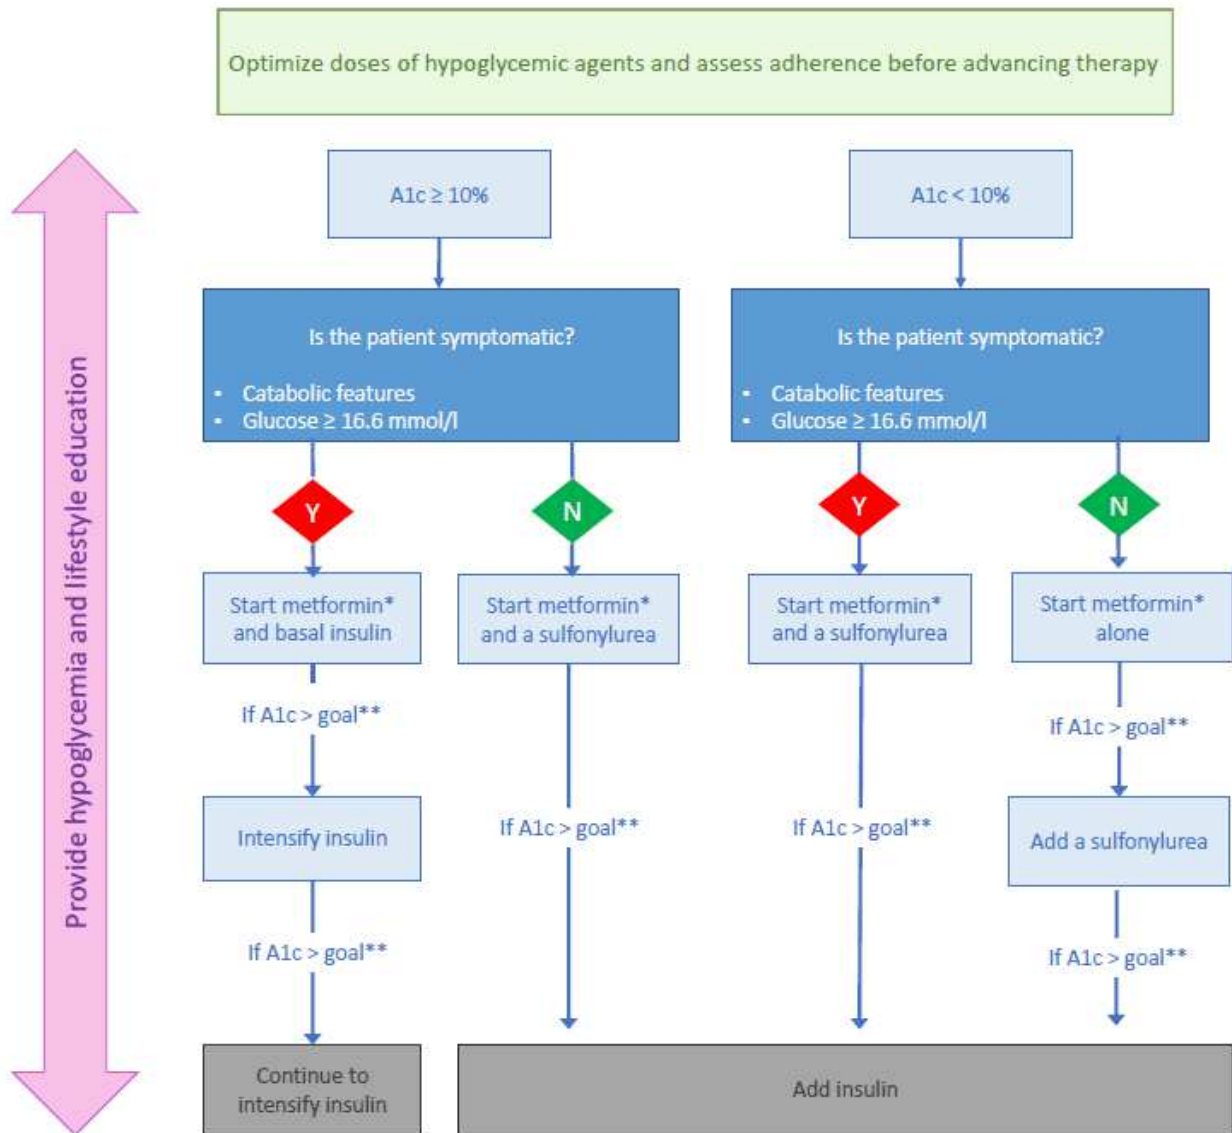 Optimize doses of hypoglycemic agents and assess adherence before advancing therapy
Provide hypoglycemia and lifestyle education
A1c ≥ 10%
A1c < 10%
Is the patient symptomatic?
▪ Catabolic features
▪ Glucose ≥ 16.6 mmol/l
Is the patient symptomatic?
▪ Catabolic features
▪ Glucose ≥ 16.6 mmol/l
Y
N
Y
N
Start metformin*
and basal insulin
Start metformin*
and a sulfonylurea
Start metformin*
and a sulfonylurea
Start metformin*
alone
If A1c > goal**
If A1c > goal**
Intensify insulin
If A1c > goal**
If A1c > goal**
Add a sulfonylurea
If A1c > goal**
If A1c > goal**
Continue to
intensify insulin
Add insulin